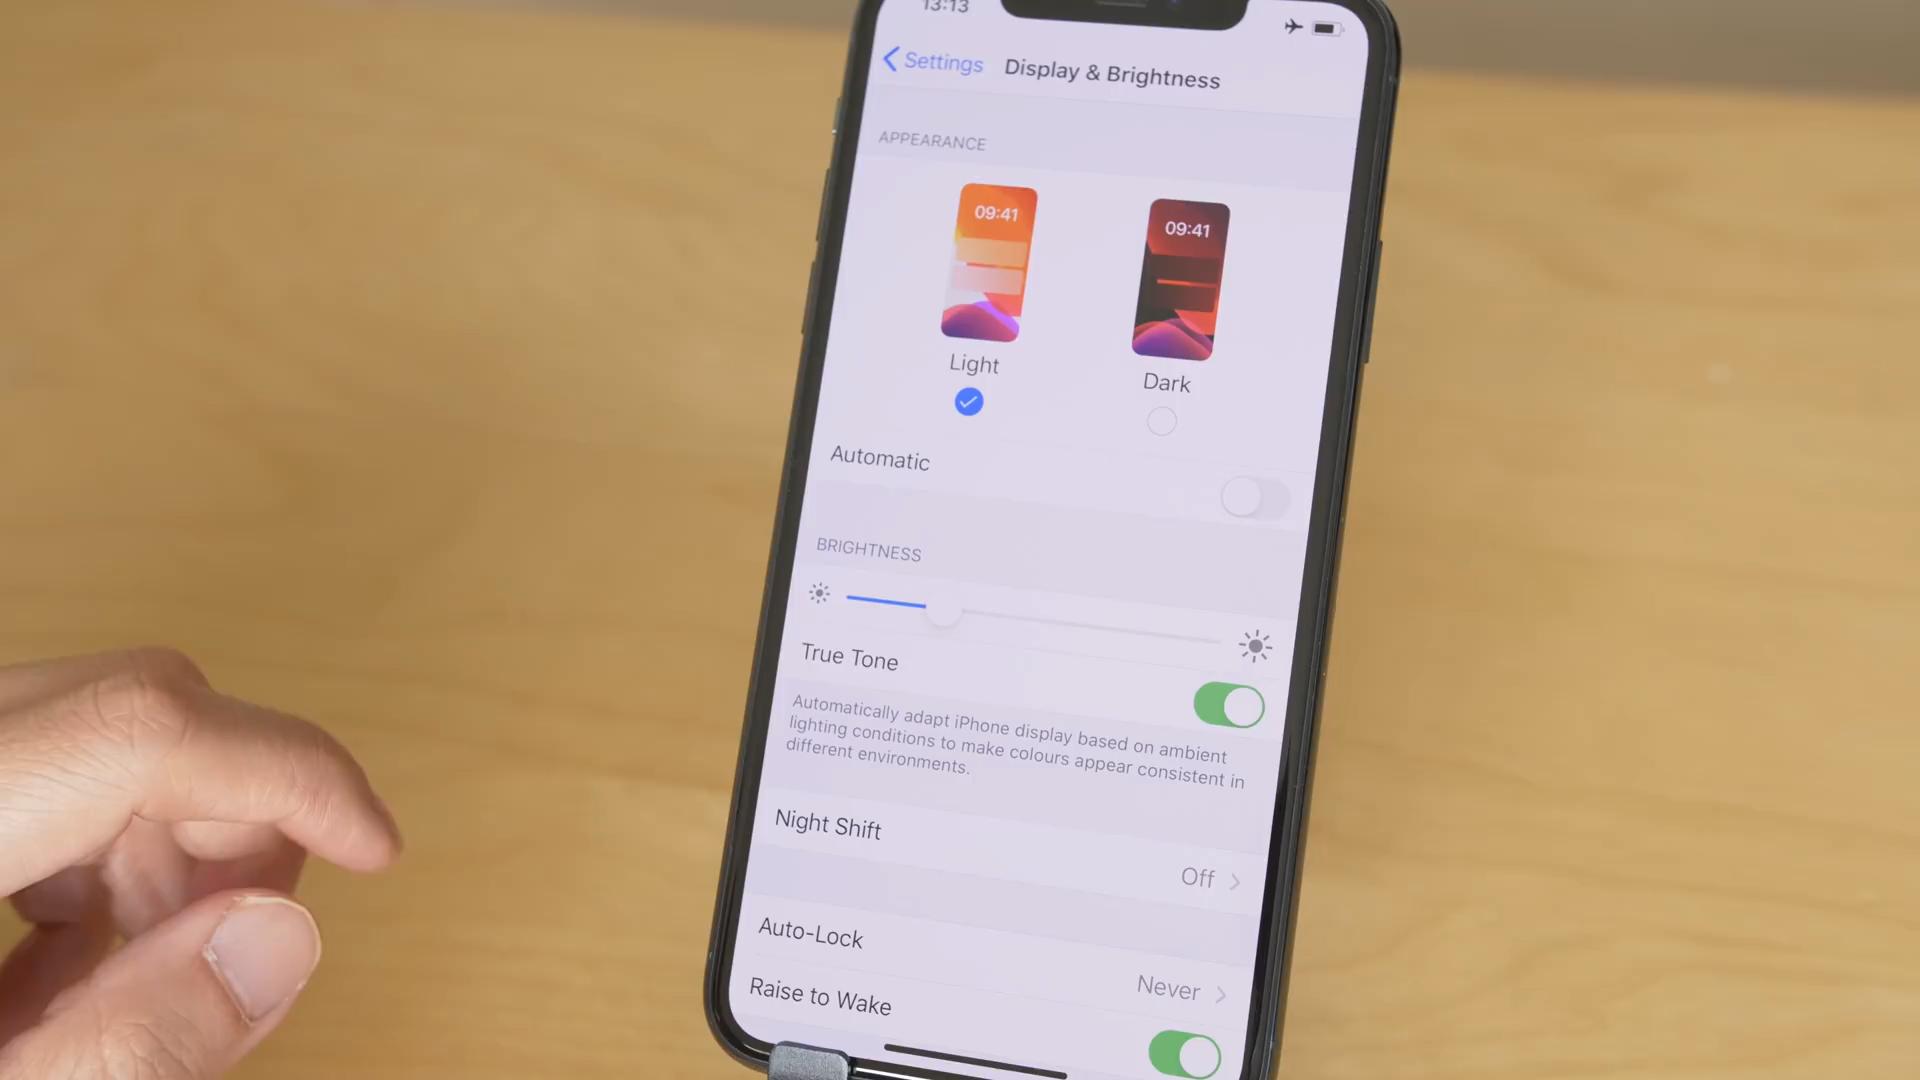 13:13
Settings
Display & Brightness
APPEARANCE
09:41
09:41
Light
Dark
Automatic
BRIGHTNESS
True Tone
Automatically adapt iPhone display based on ambient
lighting conditions to make colours appear consistent in
different environments.
Night Shift
Off
Auto-Lock
Never
Raise to Wake